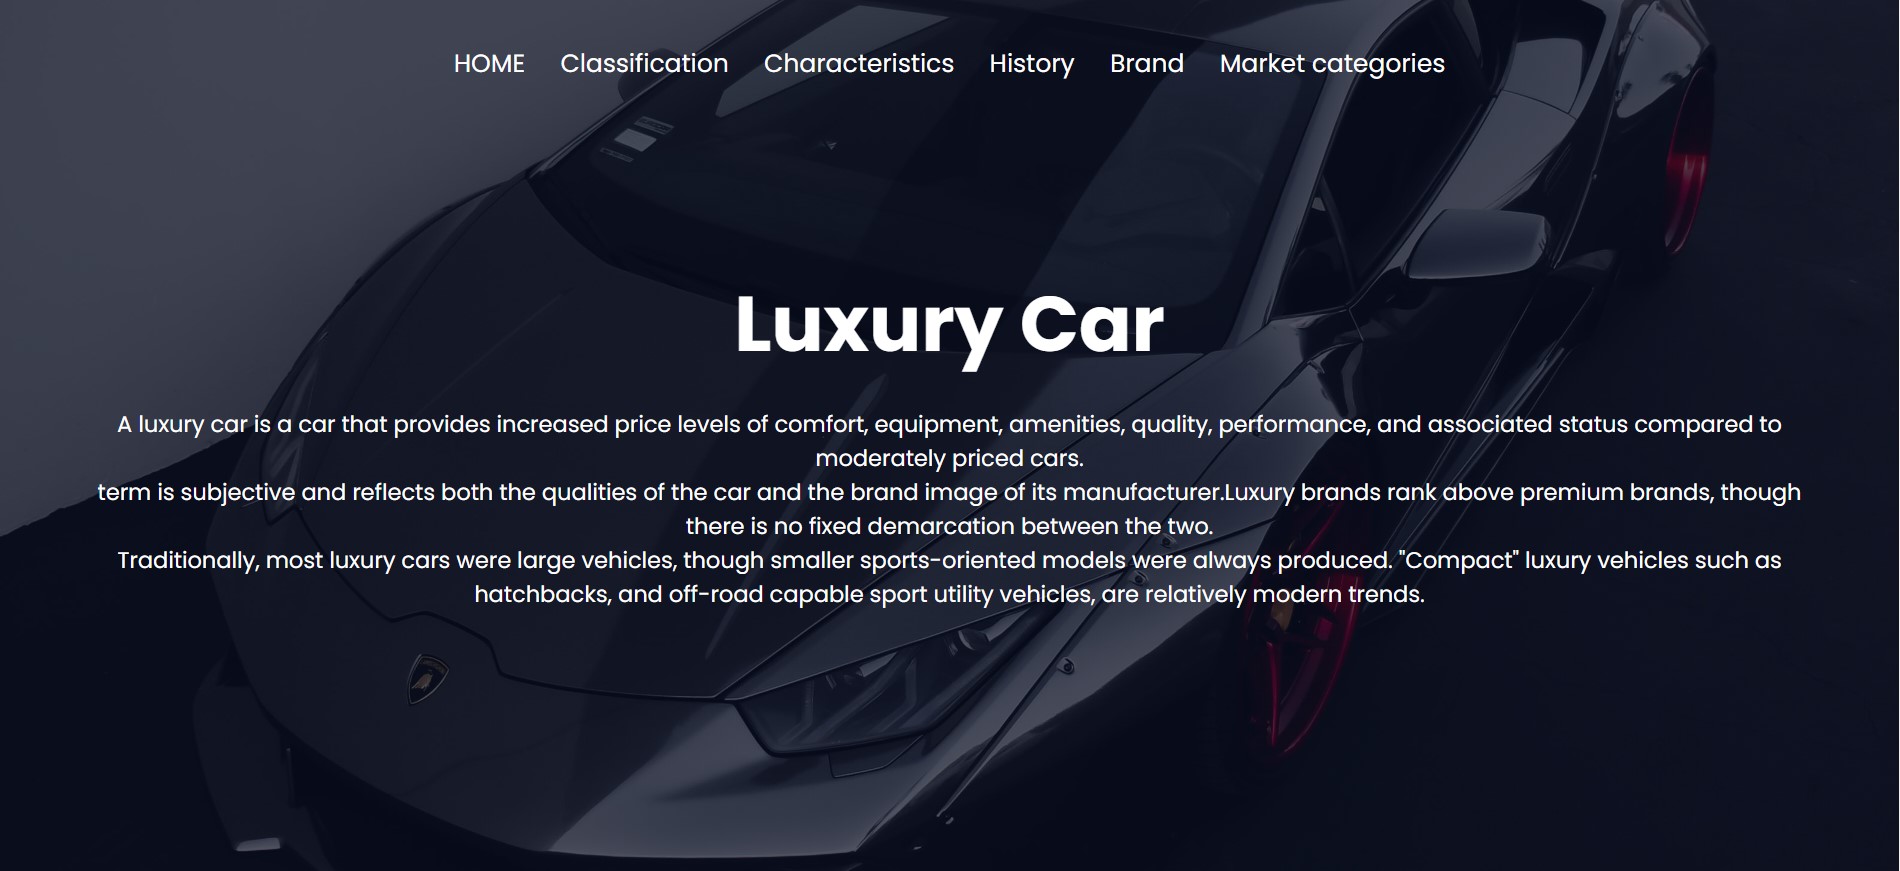 HOME Classification Characteristics History Brand Market categories
Luxury Car
A luxury car is a car that provides increased price levels of comfort, equipment, amenities, quality, performance, and associated status compared to
moderately priced cars.
term is subjective and reflects both the qualities of the car and the brand image of its manufacturer.Luxury brands rank above premium brands, though
there is no fixed demarcation between the two.
Traditionally, most luxury cars were large vehicles, though smaller sports-oriented models were always produced. "Compact" luxury vehicles such as
hatchbacks, and off-road capable sport utility vehicles, are relatively modern trends.